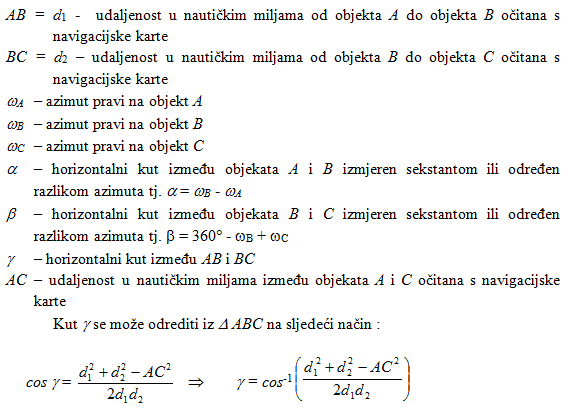 AB = d1 - udaljenost u nautičkim miljama od objekta A do objekta B očitana s
navigacijske karte
BC = d2 – udaljenost u nautičkim miljama od objekta B do objekta C očitana s
navigacijske karte
ωA – azimut pravi na objekt A
ωB – azimut pravi na objekt B
ωC – azimut pravi na objekt C
α – horizontalni kut između objekata A i B izmjeren sekstantom ili određen
razlikom azimuta tj. α = ωB - ωA
β – horizontalni kut između objekata B i C izmjeren sekstantom ili određen
razlikom azimuta tj. β = 360° - ωB + ωC
γ – horizontalni kut između AB i BC
AC – udaljenost u nautičkim miljama između objekata A i C očitana s navigacijske
karte
Kut γ se može odrediti iz Δ ABC na sljedeći način :
cos γ = (d₁² + d₂² – AC²) / (2d₁d₂) ⇒ γ = cos⁻¹ ((d₁² + d₂² – AC²) / (2d₁d₂))